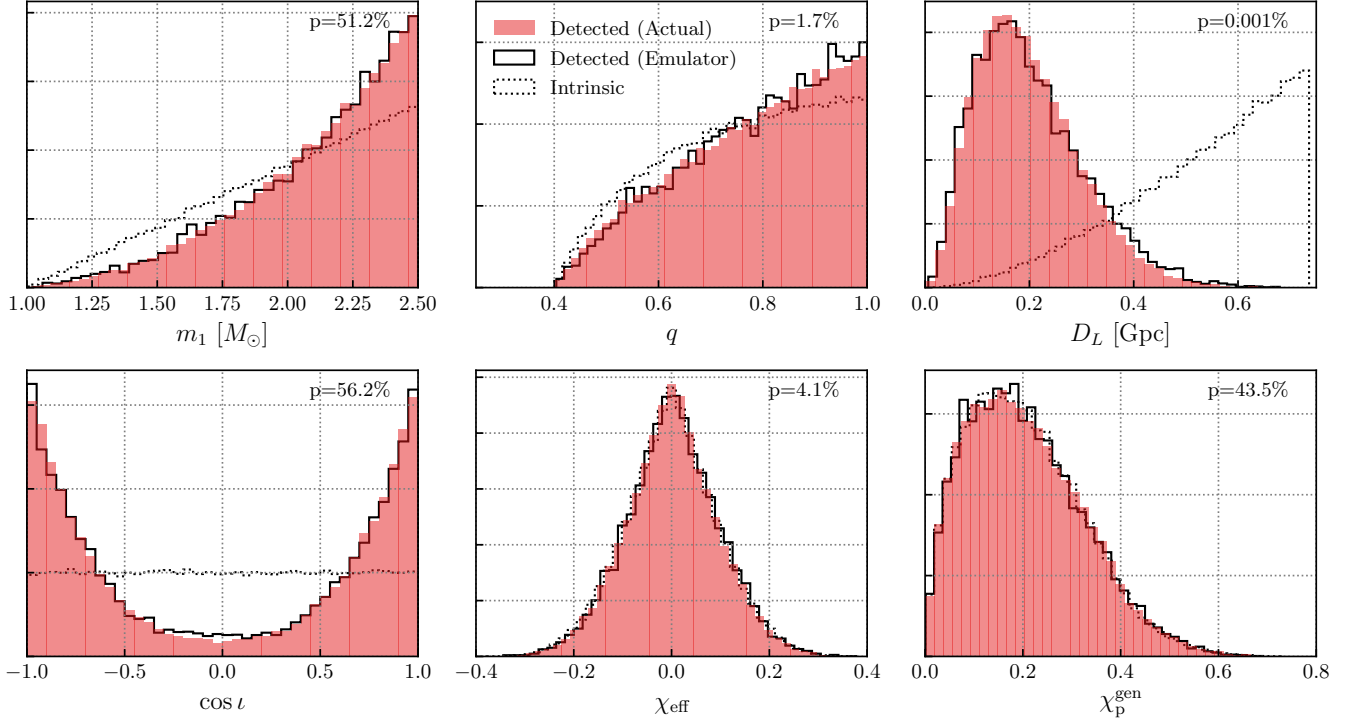 p=51.2%
1.00 1.25 1.50 1.75 2.00 2.25 2.50
m₁ [M⊙]
Detected (Actual)
Detected (Emulator)
Intrinsic
p=1.7%
0.4 0.6 0.8 1.0
q
p=0.001%
0.0 0.2 0.4 0.6
D_L [Gpc]
p=56.2%
−1.0 −0.5 0.0 0.5 1.0
cos ι
p=4.1%
−0.4 −0.2 0.0 0.2 0.4
χ_eff
p=43.5%
0.0 0.2 0.4 0.6 0.8
χ_p^gen